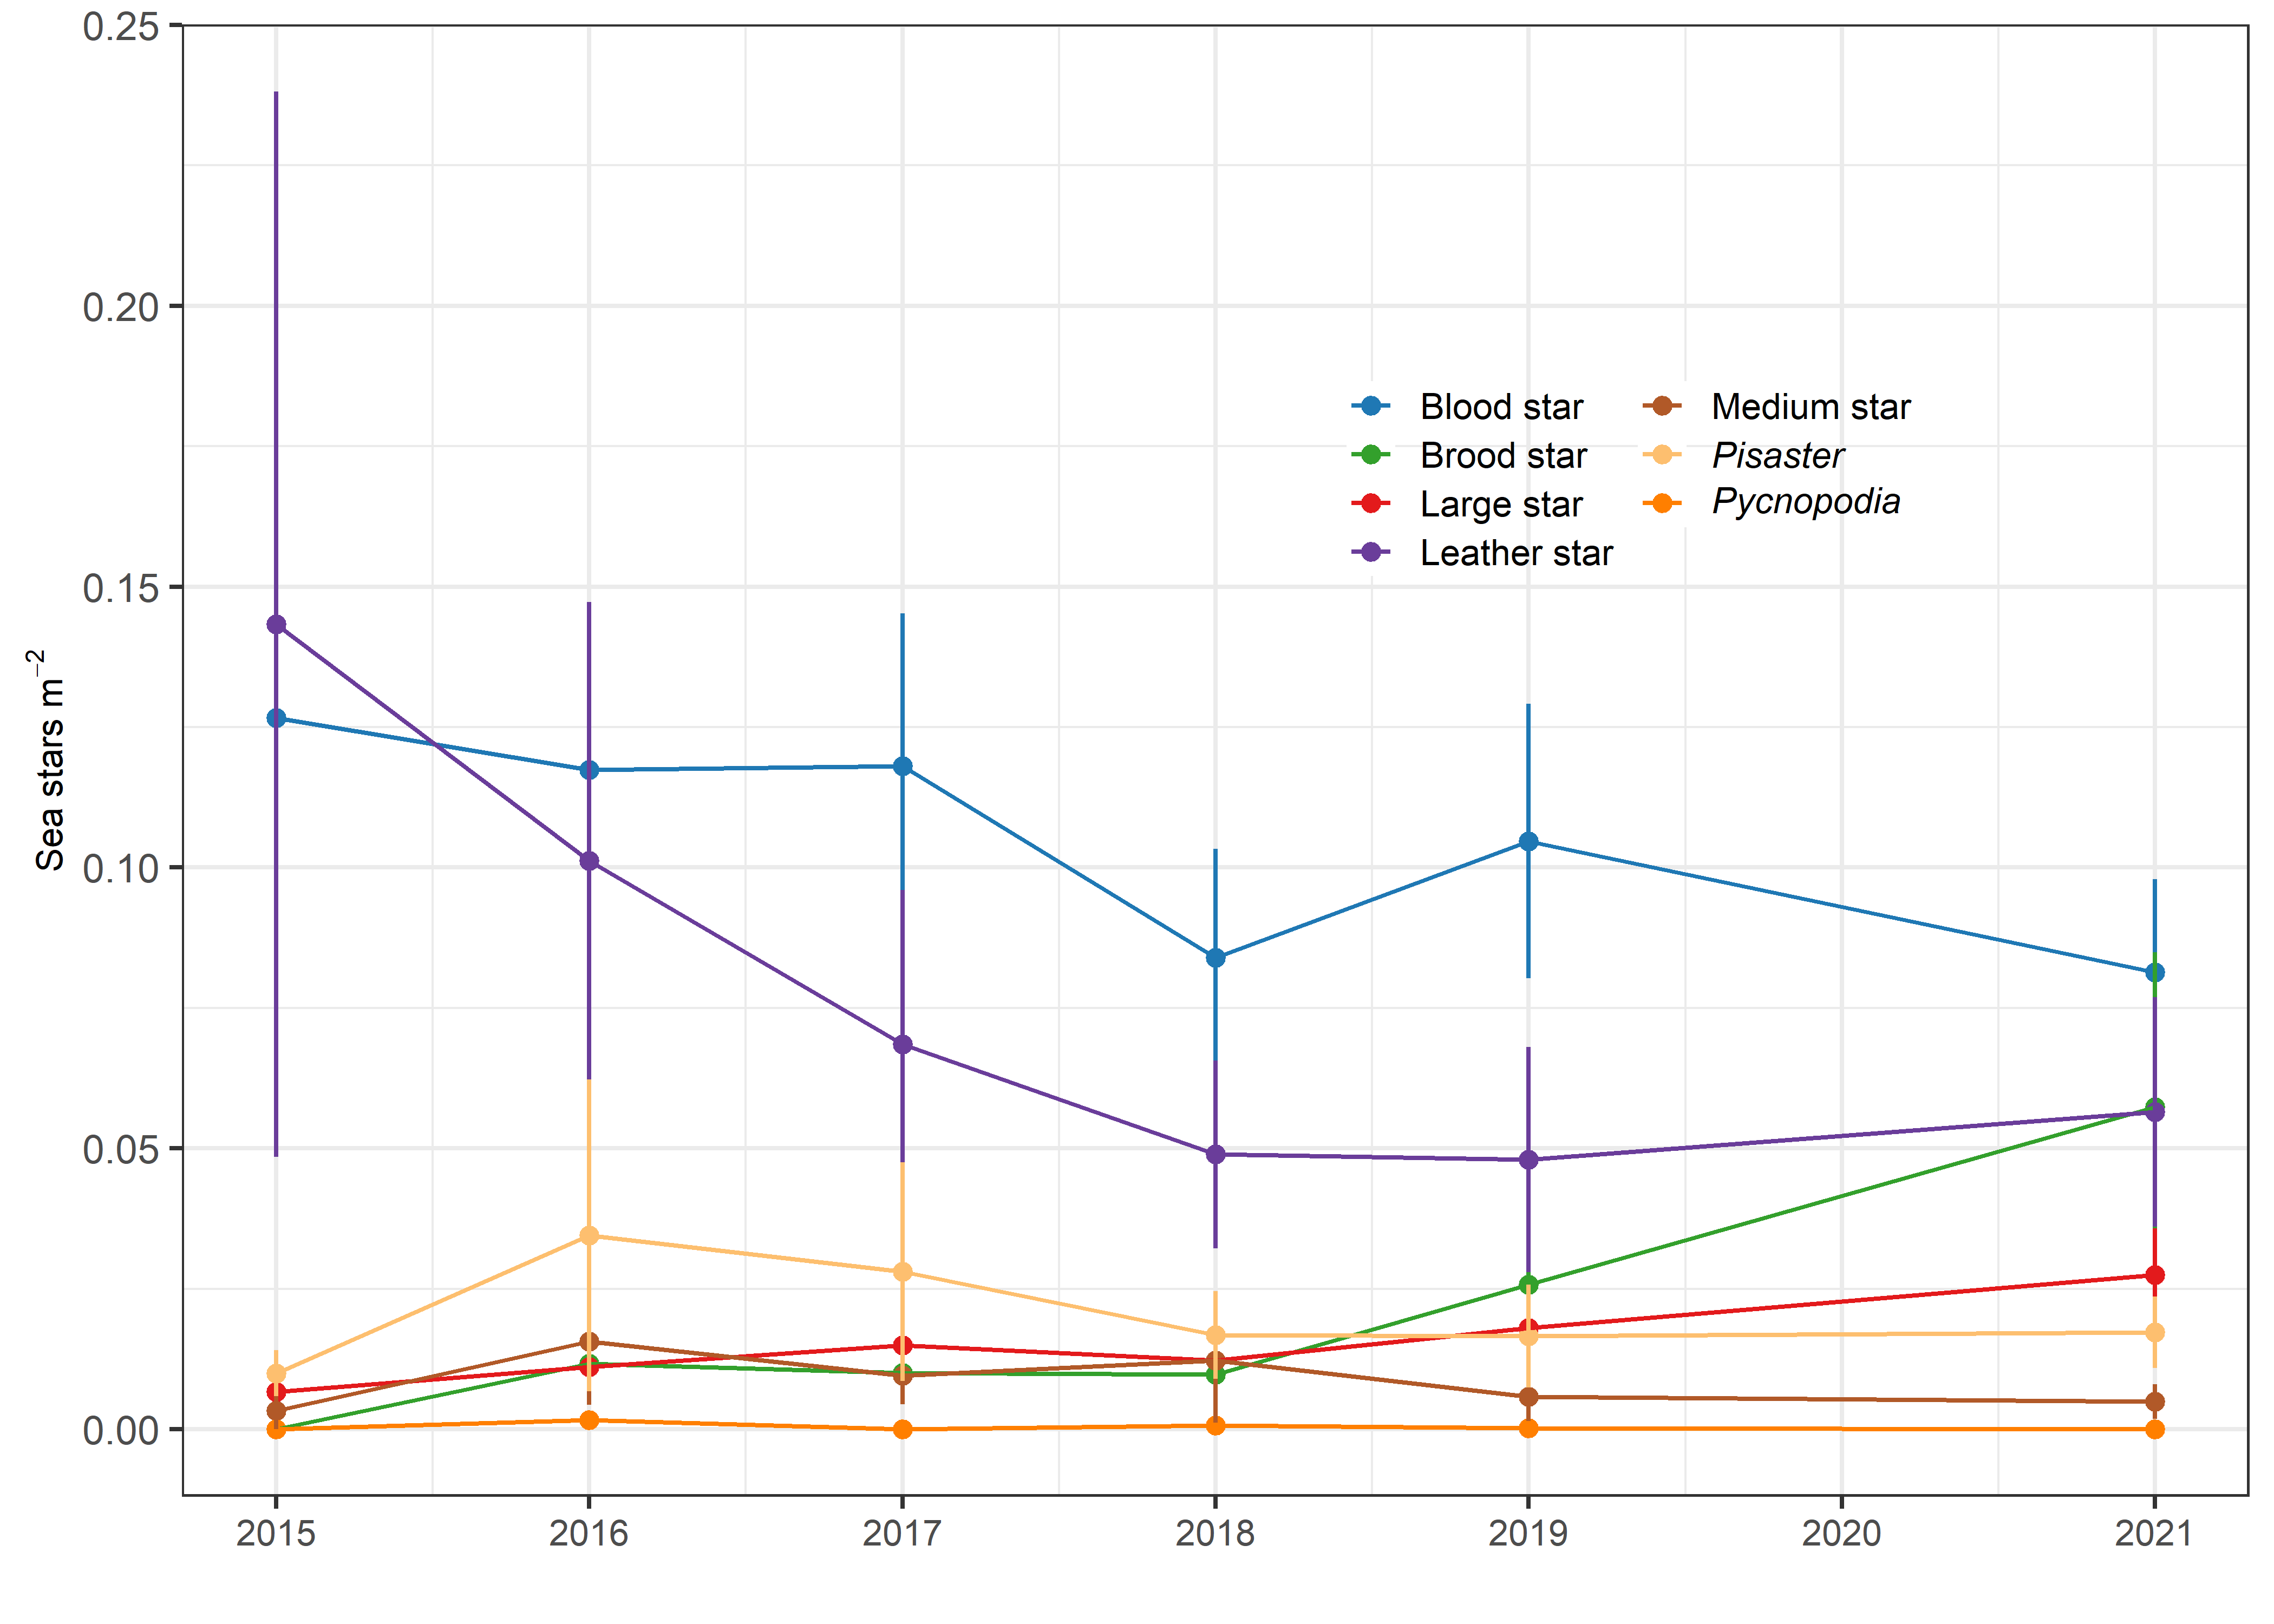 0.25
0.20
0.15
0.10
0.05
0.00
Sea stars m−2
Blood star
Brood star
Large star
Leather star
Medium star
Pisaster
Pycnopodia
2015 2016 2017 2018 2019 2020 2021